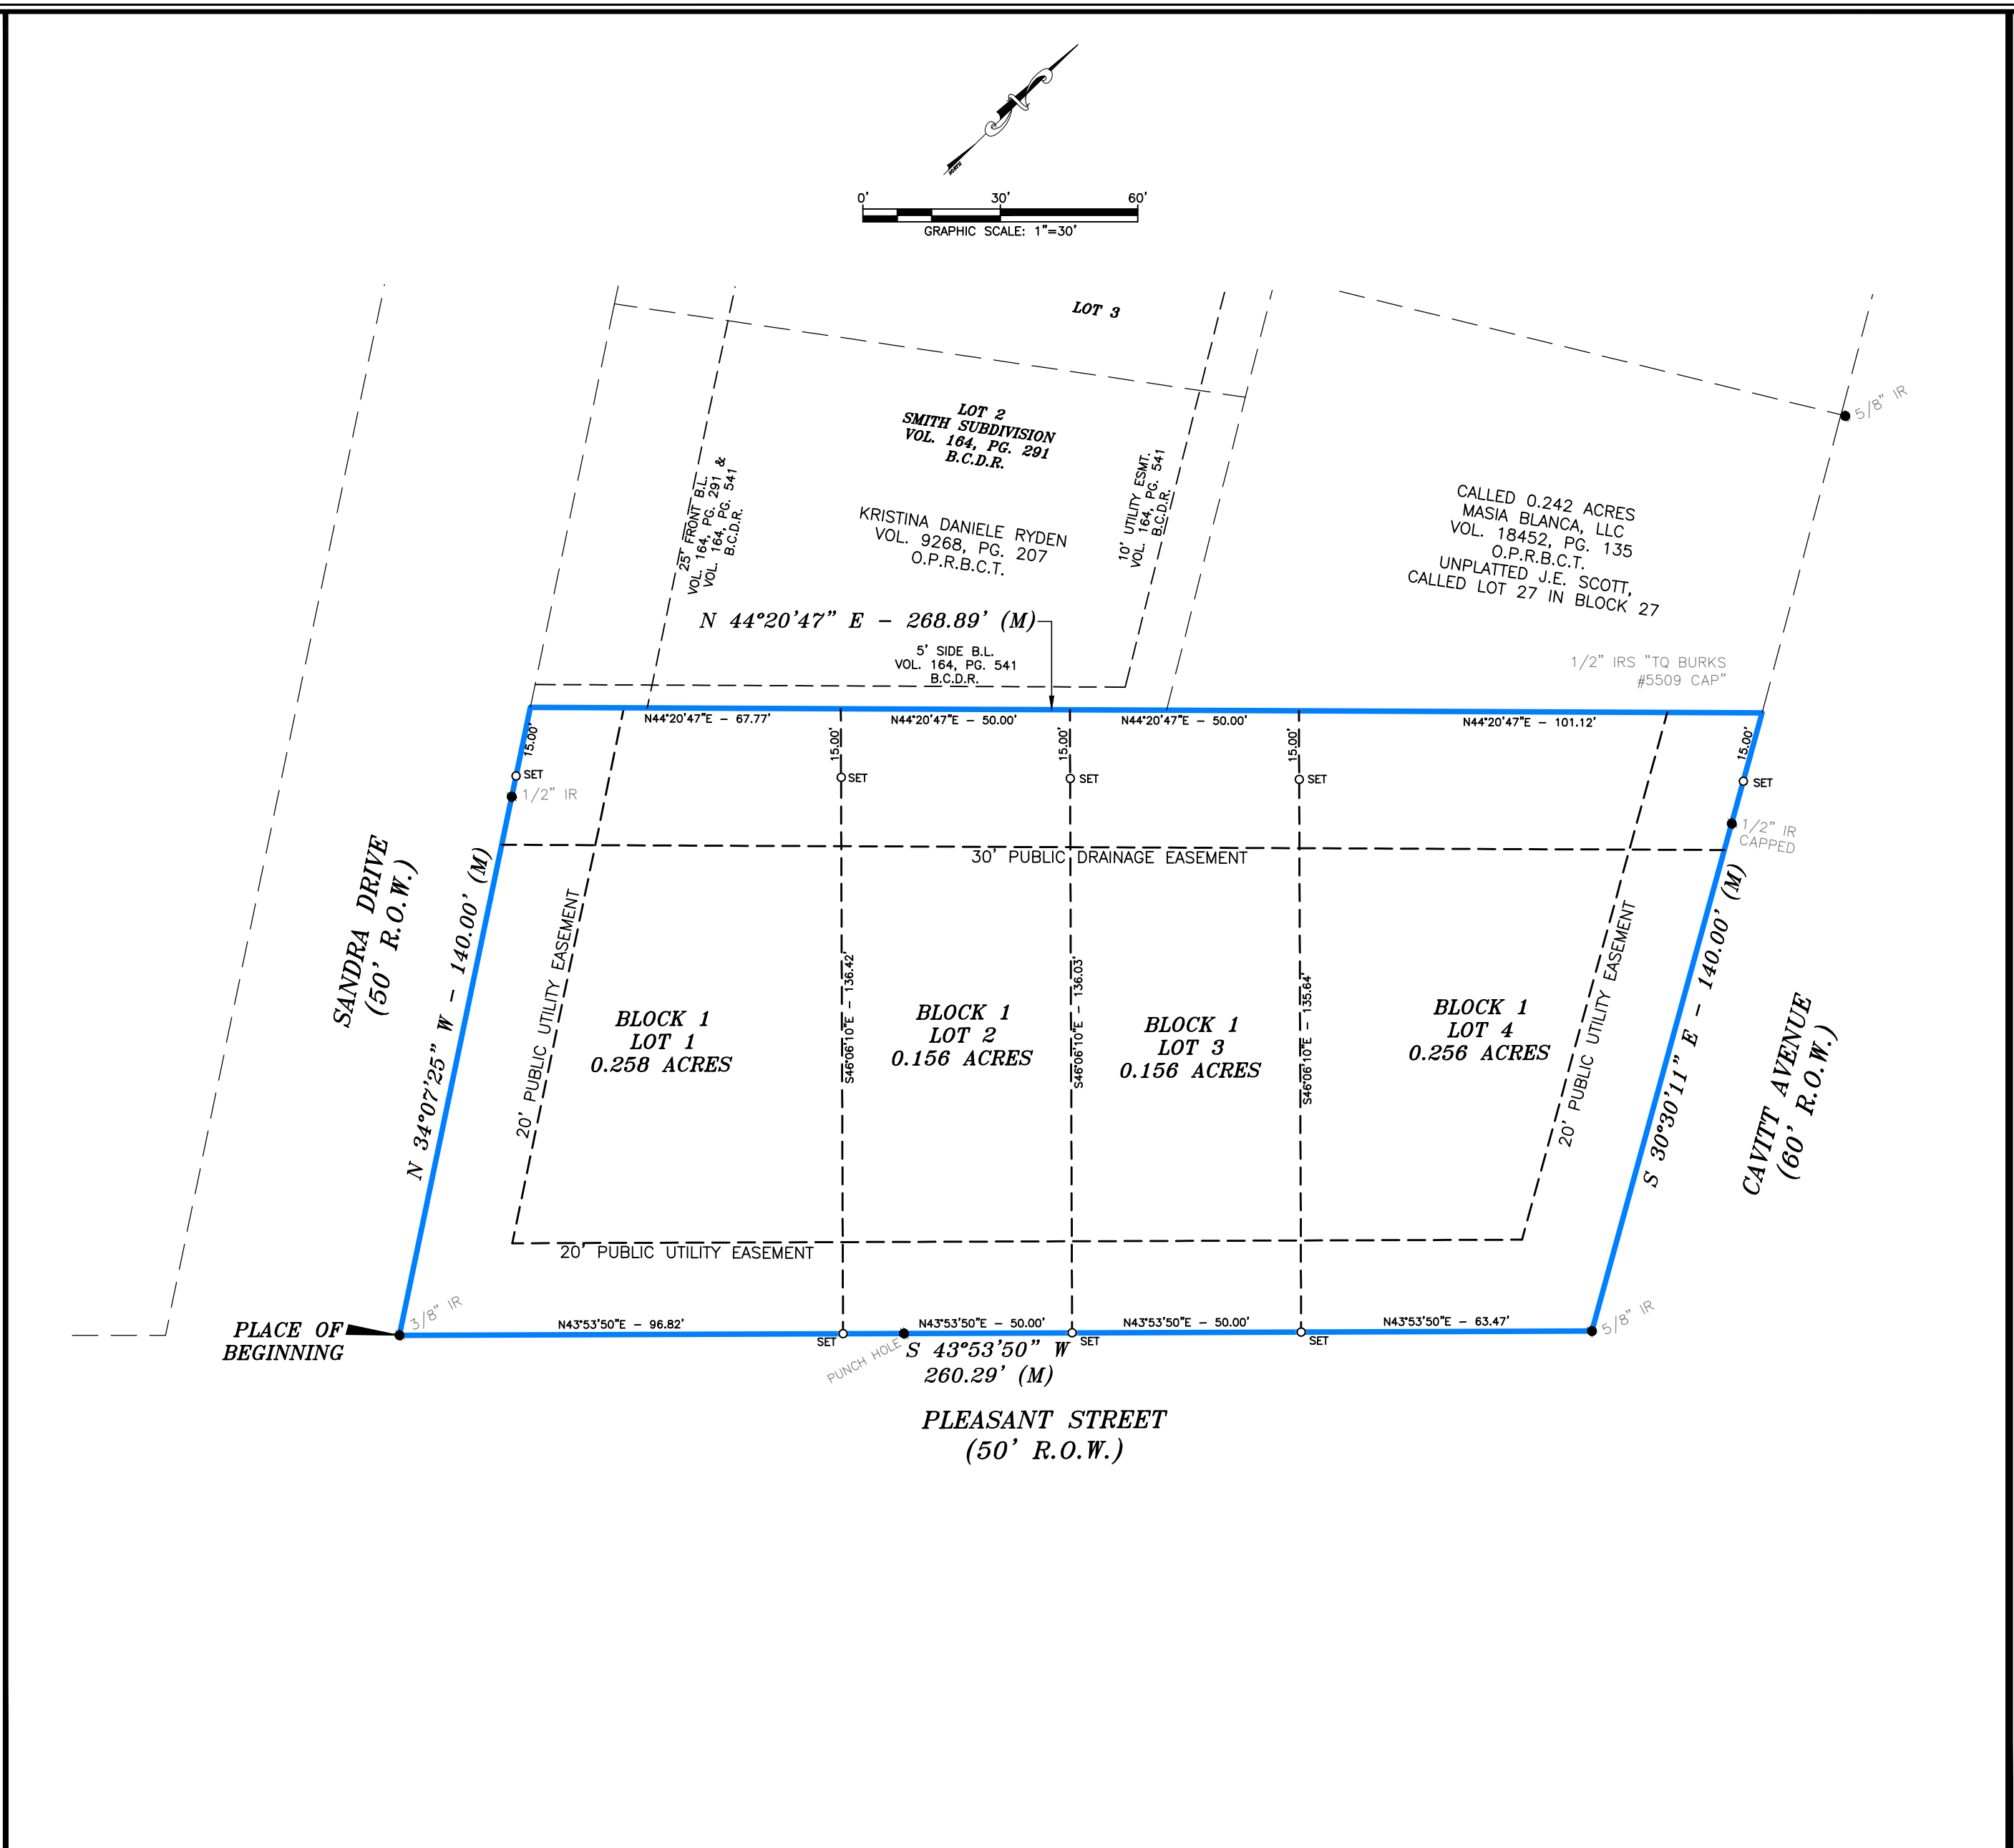 NORTH
0' 30' 60'
GRAPHIC SCALE: 1"=30'
LOT 3
5/8" IR
LOT 2
SMITH SUBDIVISION
VOL. 164, PG. 291
B.C.D.R.
25' FRONT B.L.
VOL. 164, PG. 291 &
VOL. 164, PG. 541
B.C.D.R.
KRISTINA DANIELE RYDEN
VOL. 9268, PG. 207
O.P.R.B.C.T.
10' UTILITY ESMT.
VOL. 164, PG. 541
B.C.D.R.
CALLED 0.242 ACRES
MASIA BLANCA, LLC
VOL. 18452, PG. 135
O.P.R.B.C.T.
UNPLATTED J.E. SCOTT,
CALLED LOT 27 IN BLOCK 27
N 44°20'47" E - 268.89' (M)
5' SIDE B.L.
VOL. 164, PG. 541
B.C.D.R.
1/2" IRS "TQ BURKS
#5509 CAP"
N44°20'47"E - 67.77'
N44°20'47"E - 50.00'
N44°20'47"E - 50.00'
N44°20'47"E - 101.12'
15.00'
15.00'
15.00'
15.00'
15.00'
SET
SET
SET
SET
SET
1/2" IR
1/2" IR
CAPPED
30' PUBLIC DRAINAGE EASEMENT
SANDRA DRIVE
(50' R.O.W.)
N 34°07'25" W - 140.00' (M)
20' PUBLIC UTILITY EASEMENT
BLOCK 1
LOT 1
0.258 ACRES
S46°06'10"E - 136.42'
BLOCK 1
LOT 2
0.156 ACRES
S46°06'10"E - 136.03'
BLOCK 1
LOT 3
0.156 ACRES
S46°06'10"E - 135.64'
BLOCK 1
LOT 4
0.256 ACRES
20' PUBLIC UTILITY EASEMENT
S 30°30'11" E - 140.00' (M)
CAVITT AVENUE
(60' R.O.W.)
20' PUBLIC UTILITY EASEMENT
3/8" IR
PLACE OF
BEGINNING
N43°53'50"E - 96.82'
N43°53'50"E - 50.00'
N43°53'50"E - 50.00'
N43°53'50"E - 63.47'
5/8" IR
SET
SET
SET
PUNCH HOLE
S 43°53'50" W
260.29' (M)
PLEASANT STREET
(50' R.O.W.)